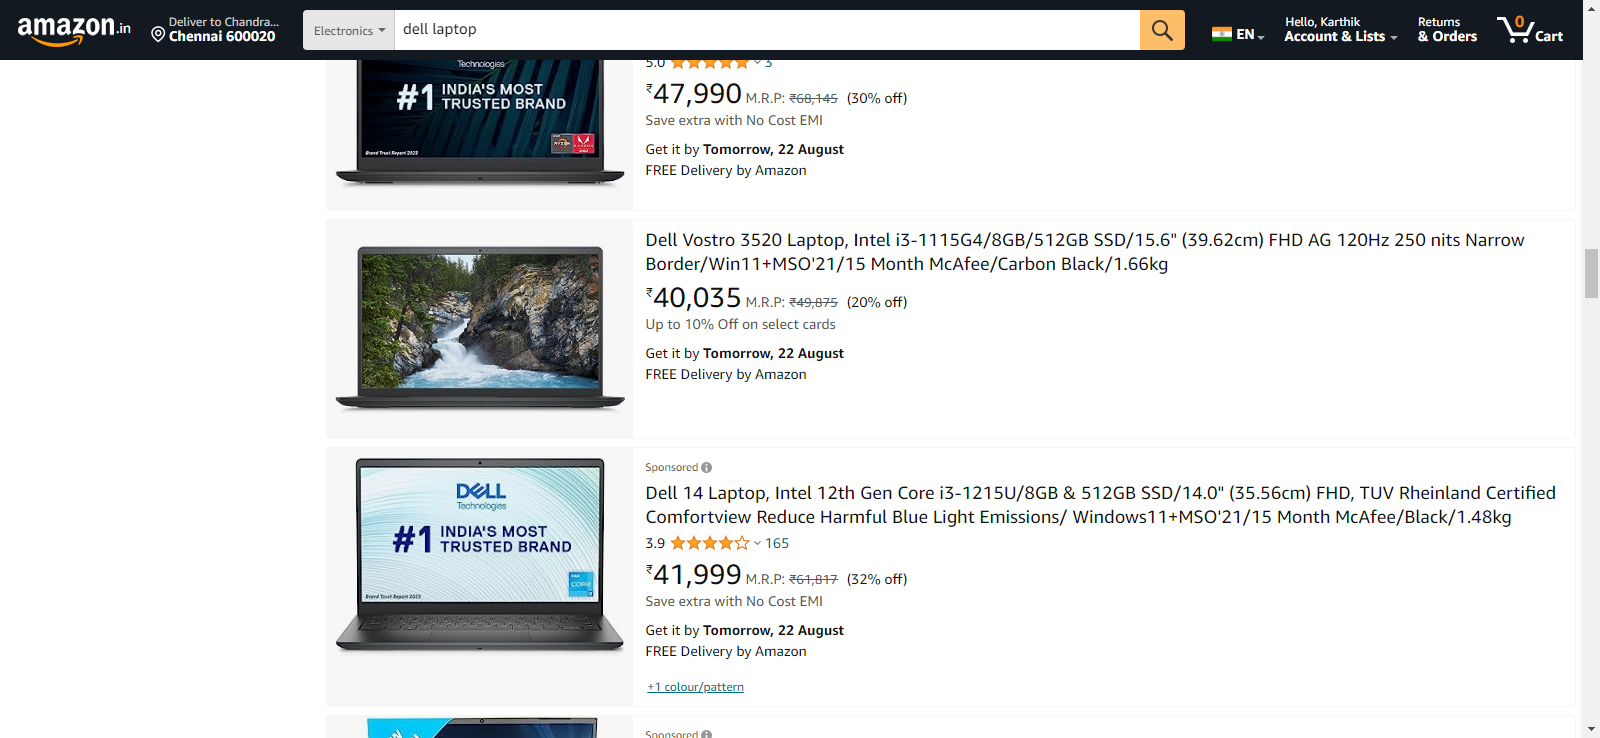 amazon.in
Deliver to Chandra...
Chennai 600020
Electronics
dell laptop
EN
Hello, Karthik
Account & Lists
Returns
& Orders
0
Cart
Technologies
#1 INDIA'S MOST
TRUSTED BRAND
RYZEN
Brand Trust Report 2023
5.0 3
₹47,990 M.R.P: ₹68,145 (30% off)
Save extra with No Cost EMI
Get it by Tomorrow, 22 August
FREE Delivery by Amazon
Dell Vostro 3520 Laptop, Intel i3-1115G4/8GB/512GB SSD/15.6" (39.62cm) FHD AG 120Hz 250 nits Narrow
Border/Win11+MSO'21/15 Month McAfee/Carbon Black/1.66kg
₹40,035 M.R.P: ₹49,875 (20% off)
Up to 10% Off on select cards
Get it by Tomorrow, 22 August
FREE Delivery by Amazon
DELL
Technologies
#1 INDIA'S MOST
TRUSTED BRAND
intel
CORE
Brand Trust Report 2023
Sponsored
Dell 14 Laptop, Intel 12th Gen Core i3-1215U/8GB & 512GB SSD/14.0" (35.56cm) FHD, TUV Rheinland Certified
Comfortview Reduce Harmful Blue Light Emissions/ Windows11+MSO'21/15 Month McAfee/Black/1.48kg
3.9 165
₹41,999 M.R.P: ₹61,817 (32% off)
Save extra with No Cost EMI
Get it by Tomorrow, 22 August
FREE Delivery by Amazon
+1 colour/pattern
Sponsored